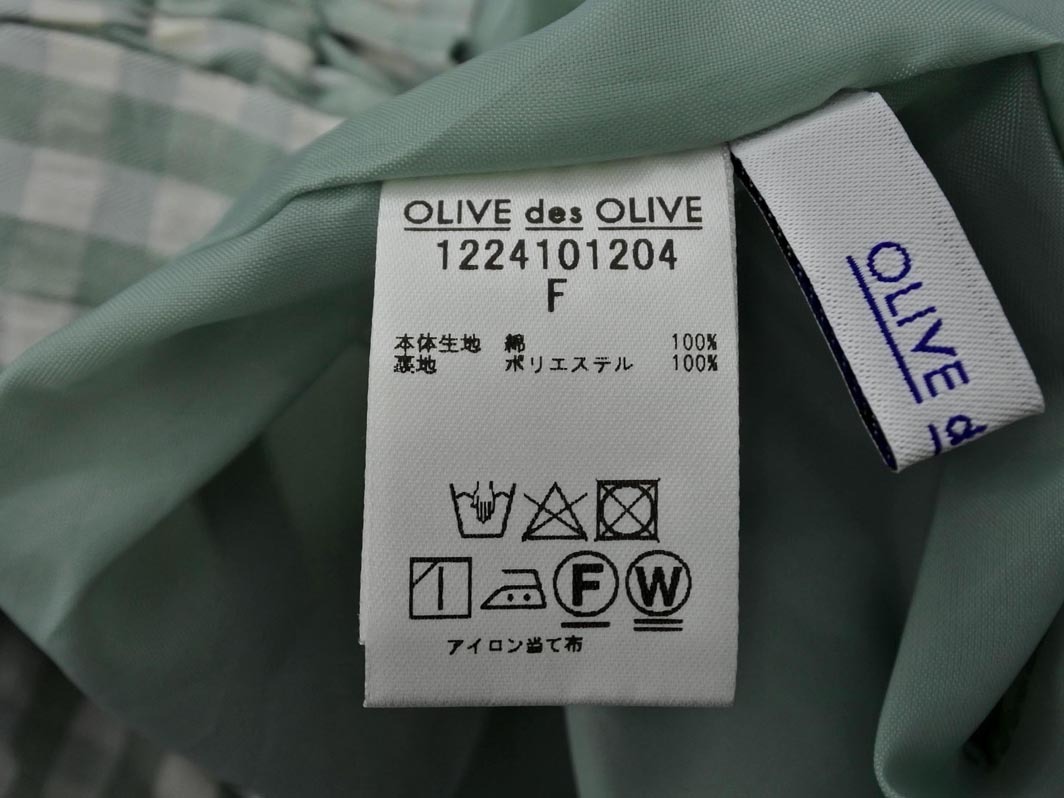 OLIVE des OLIVE
1224101204
F
本体生地 綿 100%
裏地 ポリエステル 100%
F W
アイロン当て布
OLIVE d